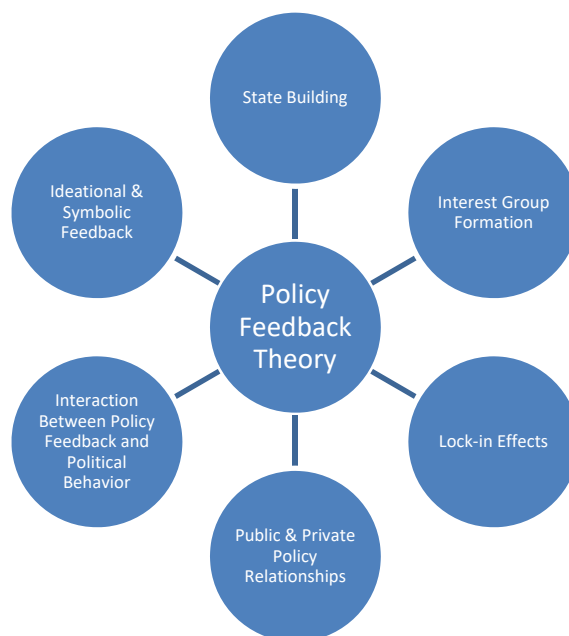 State Building
Ideational &
Symbolic
Feedback
Interest Group
Formation
Policy
Feedback
Theory
Interaction
Between Policy
Feedback and
Political
Behavior
Lock-in Effects
Public & Private
Policy
Relationships